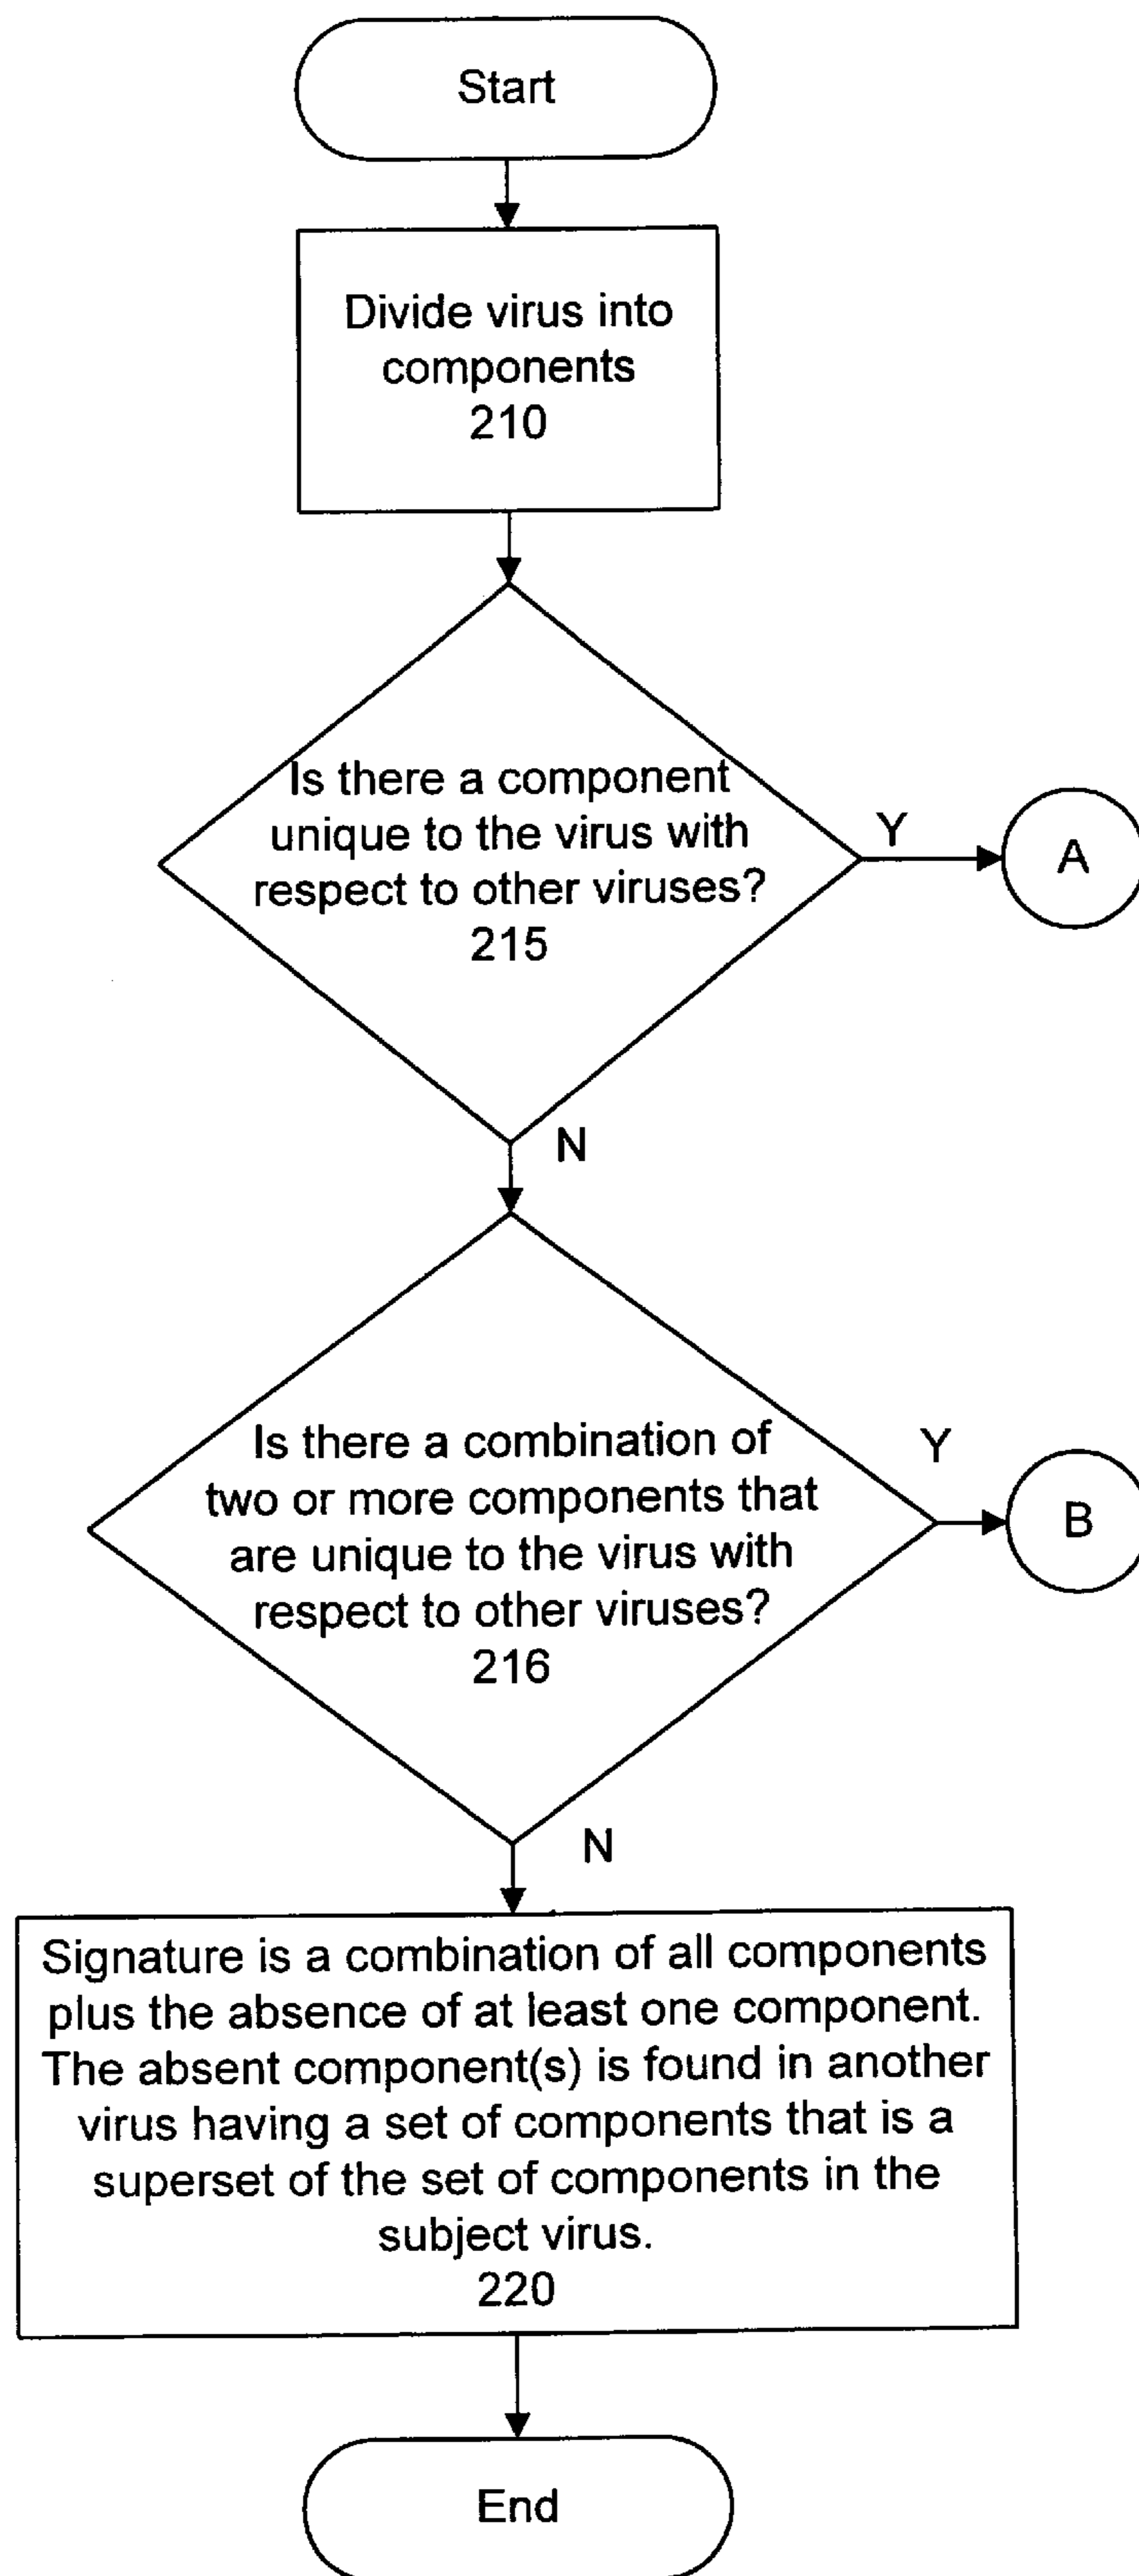 Start
Divide virus into
components
210
Is there a component
unique to the virus with
respect to other viruses?
215
Y
A
N
Is there a combination of
two or more components that
are unique to the virus with
respect to other viruses?
216
Y
B
N
Signature is a combination of all components
plus the absence of at least one component.
The absent component(s) is found in another
virus having a set of components that is a
superset of the set of components in the
subject virus.
220
End